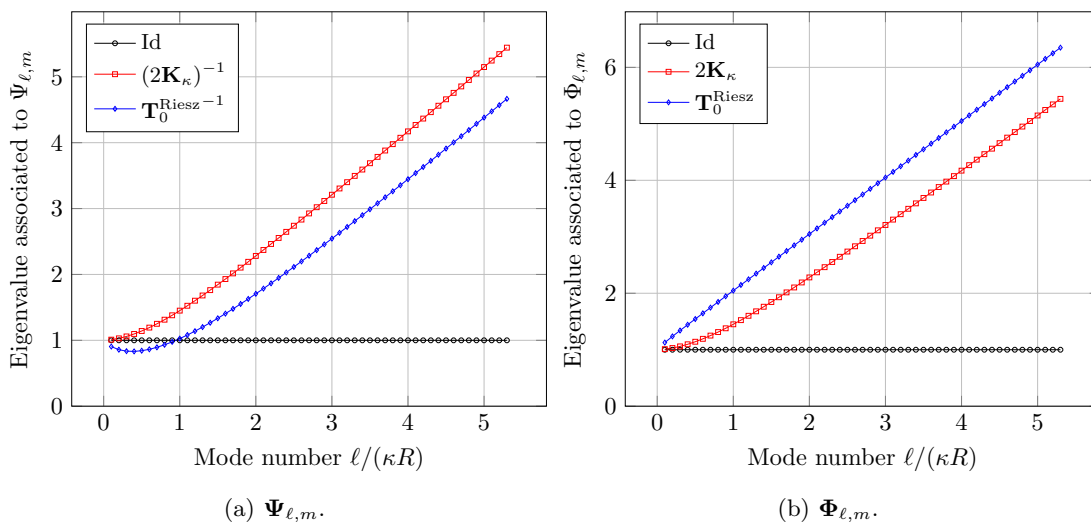 Eigenvalue associated to Ψ_{ℓ,m}
5
4
3
2
1
0
Id
(2K_κ)^{−1}
T_0^{Riesz −1}
0 1 2 3 4 5
Mode number ℓ/(κR)
(a) Ψ_{ℓ,m}.
Eigenvalue associated to Φ_{ℓ,m}
6
4
2
0
Id
2K_κ
T_0^{Riesz}
0 1 2 3 4 5
Mode number ℓ/(κR)
(b) Φ_{ℓ,m}.